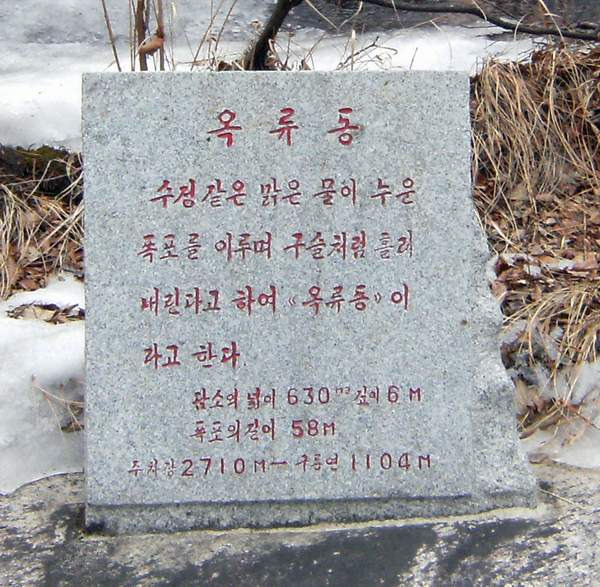 옥류동
수정같은 맑은 물이 누운
폭포를 이루며 구슬처럼 흘러
내린다고 하여 《옥류동》이
라고 한다.
담소의 넓이 630m² 깊이 6M
폭포의 길이 58M
주차장 2710M—구룡연 1104M